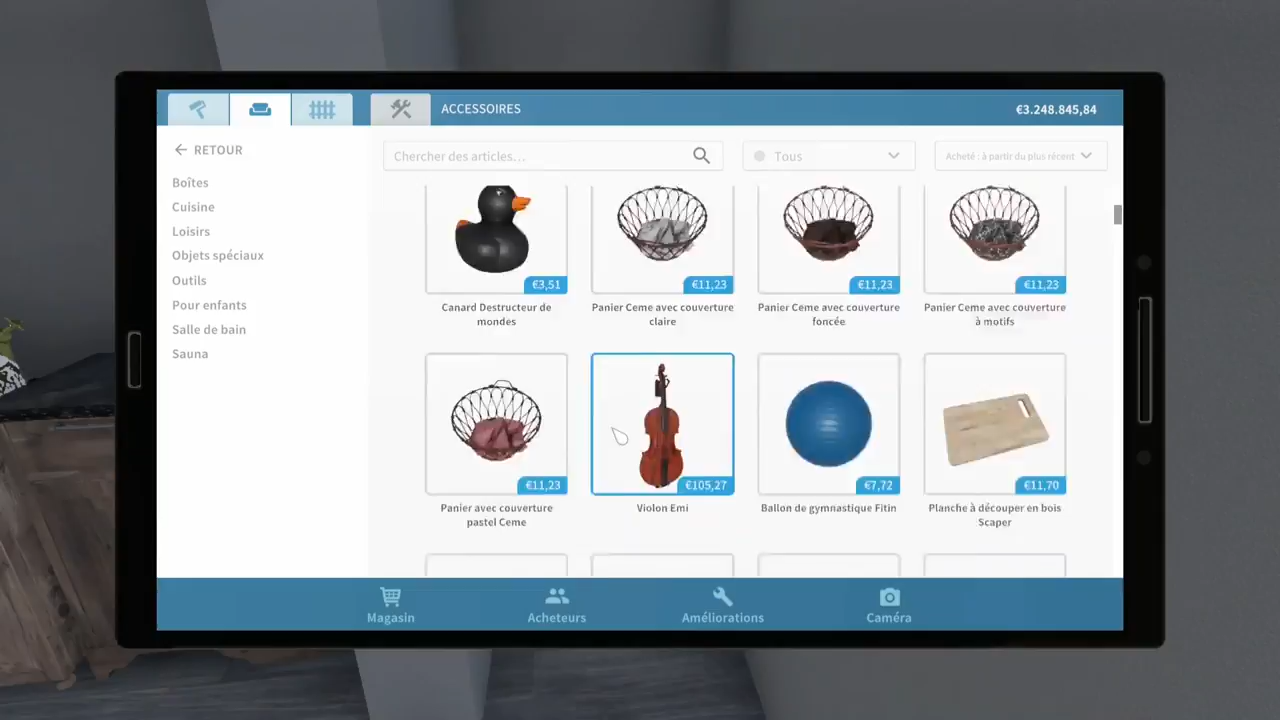 ACCESSOIRES
€3.248.845,84
RETOUR
Chercher des articles...
Tous
Acheté : à partir du plus récent
Boîtes
Cuisine
Loisirs
Objets spéciaux
Outils
Pour enfants
Salle de bain
Sauna
€3,51
€11,23
€11,23
€11,23
Canard Destructeur de
mondes
Panier Ceme avec couverture
claire
Panier Ceme avec couverture
foncée
Panier Ceme avec couverture
à motifs
€11,23
€105,27
€7,72
€11,70
Panier avec couverture
pastel Ceme
Violon Emi
Ballon de gymnastique Fitin
Planche à découper en bois
Scaper
Magasin
Acheteurs
Améliorations
Caméra